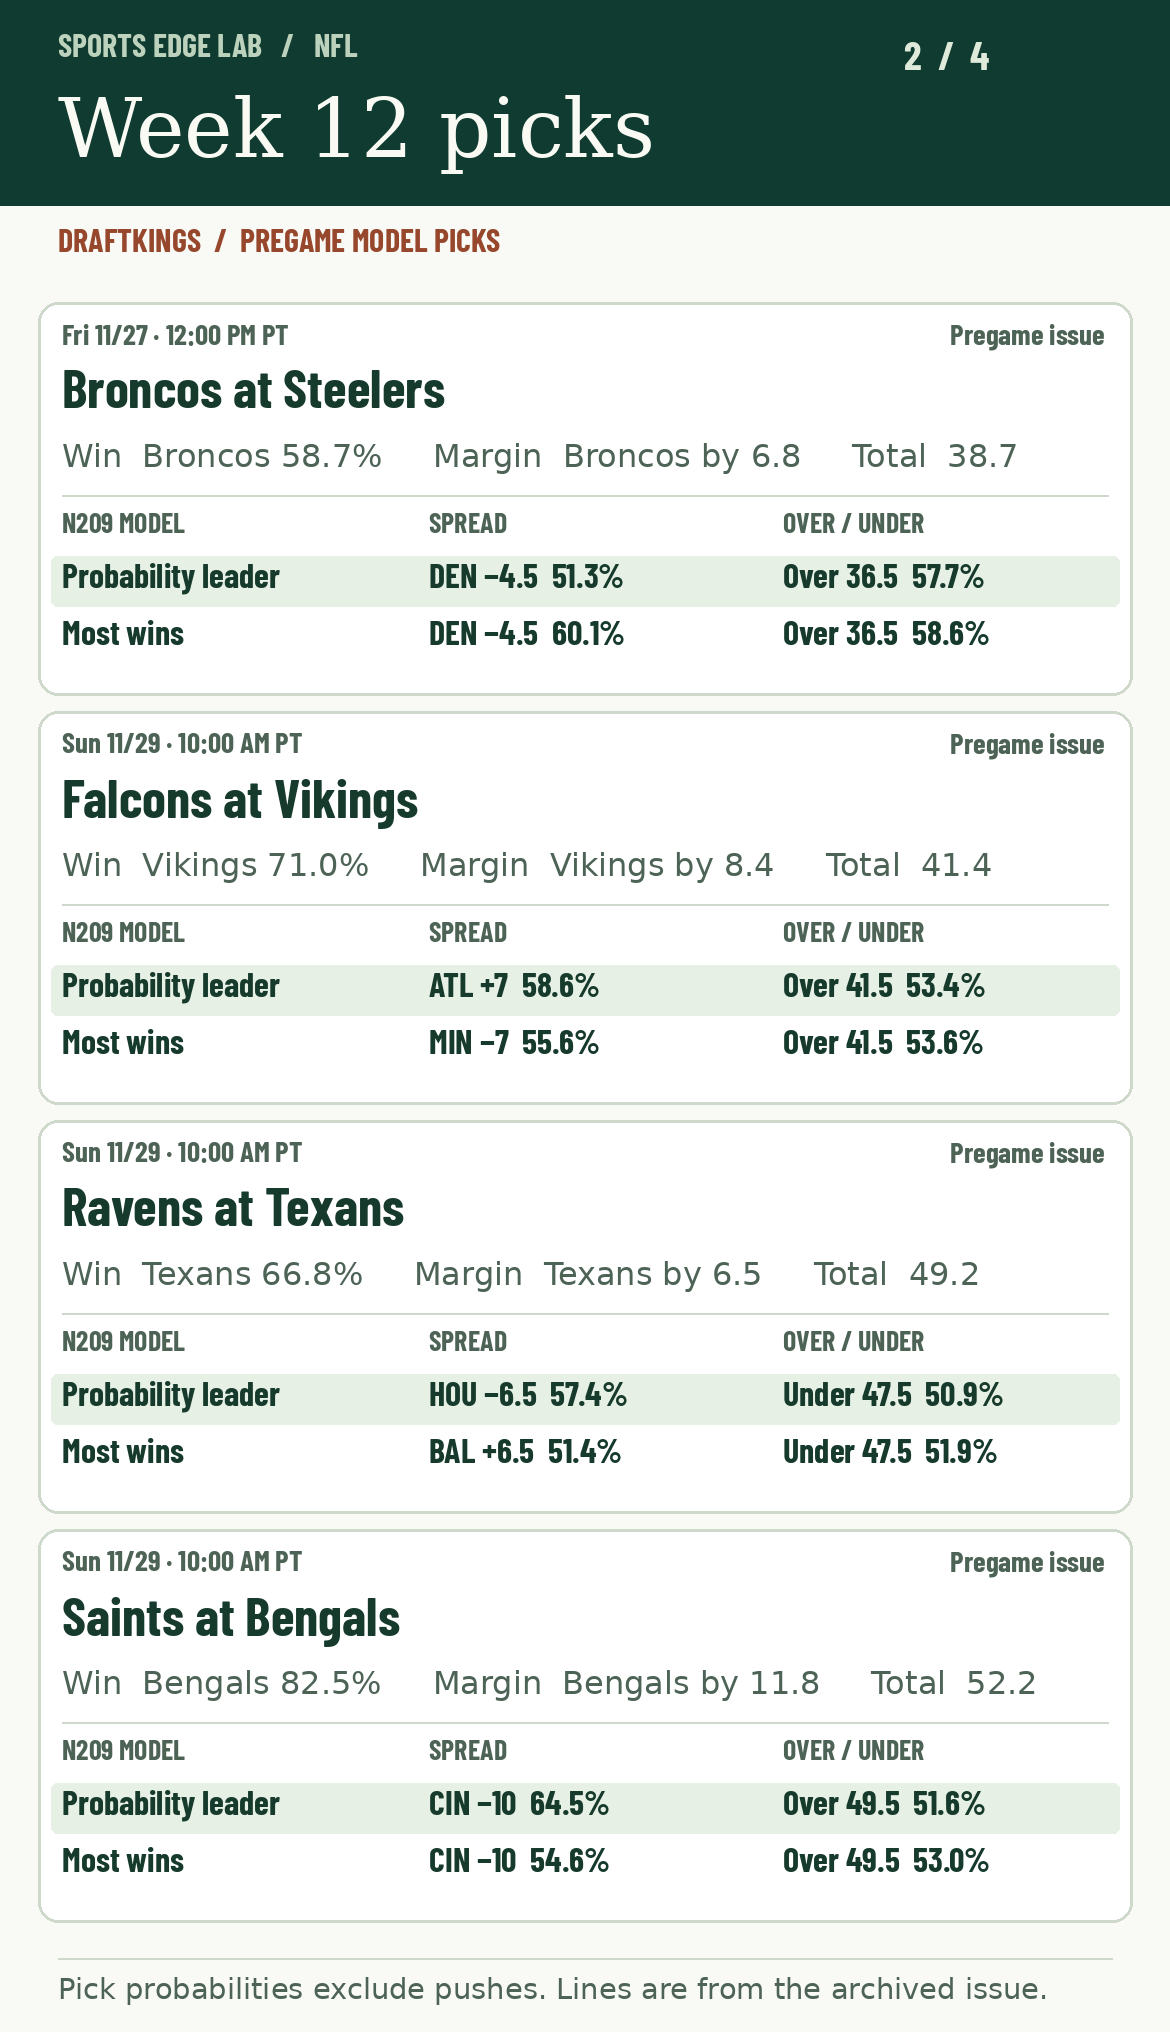 SPORTS EDGE LAB / NFL
2 / 4
Week 12 picks
DRAFTKINGS / PREGAME MODEL PICKS
Fri 11/27 · 12:00 PM PT Pregame issue
Broncos at Steelers
Win Broncos 58.7% Margin Broncos by 6.8 Total 38.7
N209 MODEL SPREAD OVER / UNDER
Probability leader DEN −4.5 51.3% Over 36.5 57.7%
Most wins DEN −4.5 60.1% Over 36.5 58.6%
Sun 11/29 · 10:00 AM PT Pregame issue
Falcons at Vikings
Win Vikings 71.0% Margin Vikings by 8.4 Total 41.4
N209 MODEL SPREAD OVER / UNDER
Probability leader ATL +7 58.6% Over 41.5 53.4%
Most wins MIN −7 55.6% Over 41.5 53.6%
Sun 11/29 · 10:00 AM PT Pregame issue
Ravens at Texans
Win Texans 66.8% Margin Texans by 6.5 Total 49.2
N209 MODEL SPREAD OVER / UNDER
Probability leader HOU −6.5 57.4% Under 47.5 50.9%
Most wins BAL +6.5 51.4% Under 47.5 51.9%
Sun 11/29 · 10:00 AM PT Pregame issue
Saints at Bengals
Win Bengals 82.5% Margin Bengals by 11.8 Total 52.2
N209 MODEL SPREAD OVER / UNDER
Probability leader CIN −10 64.5% Over 49.5 51.6%
Most wins CIN −10 54.6% Over 49.5 53.0%
Pick probabilities exclude pushes. Lines are from the archived issue.